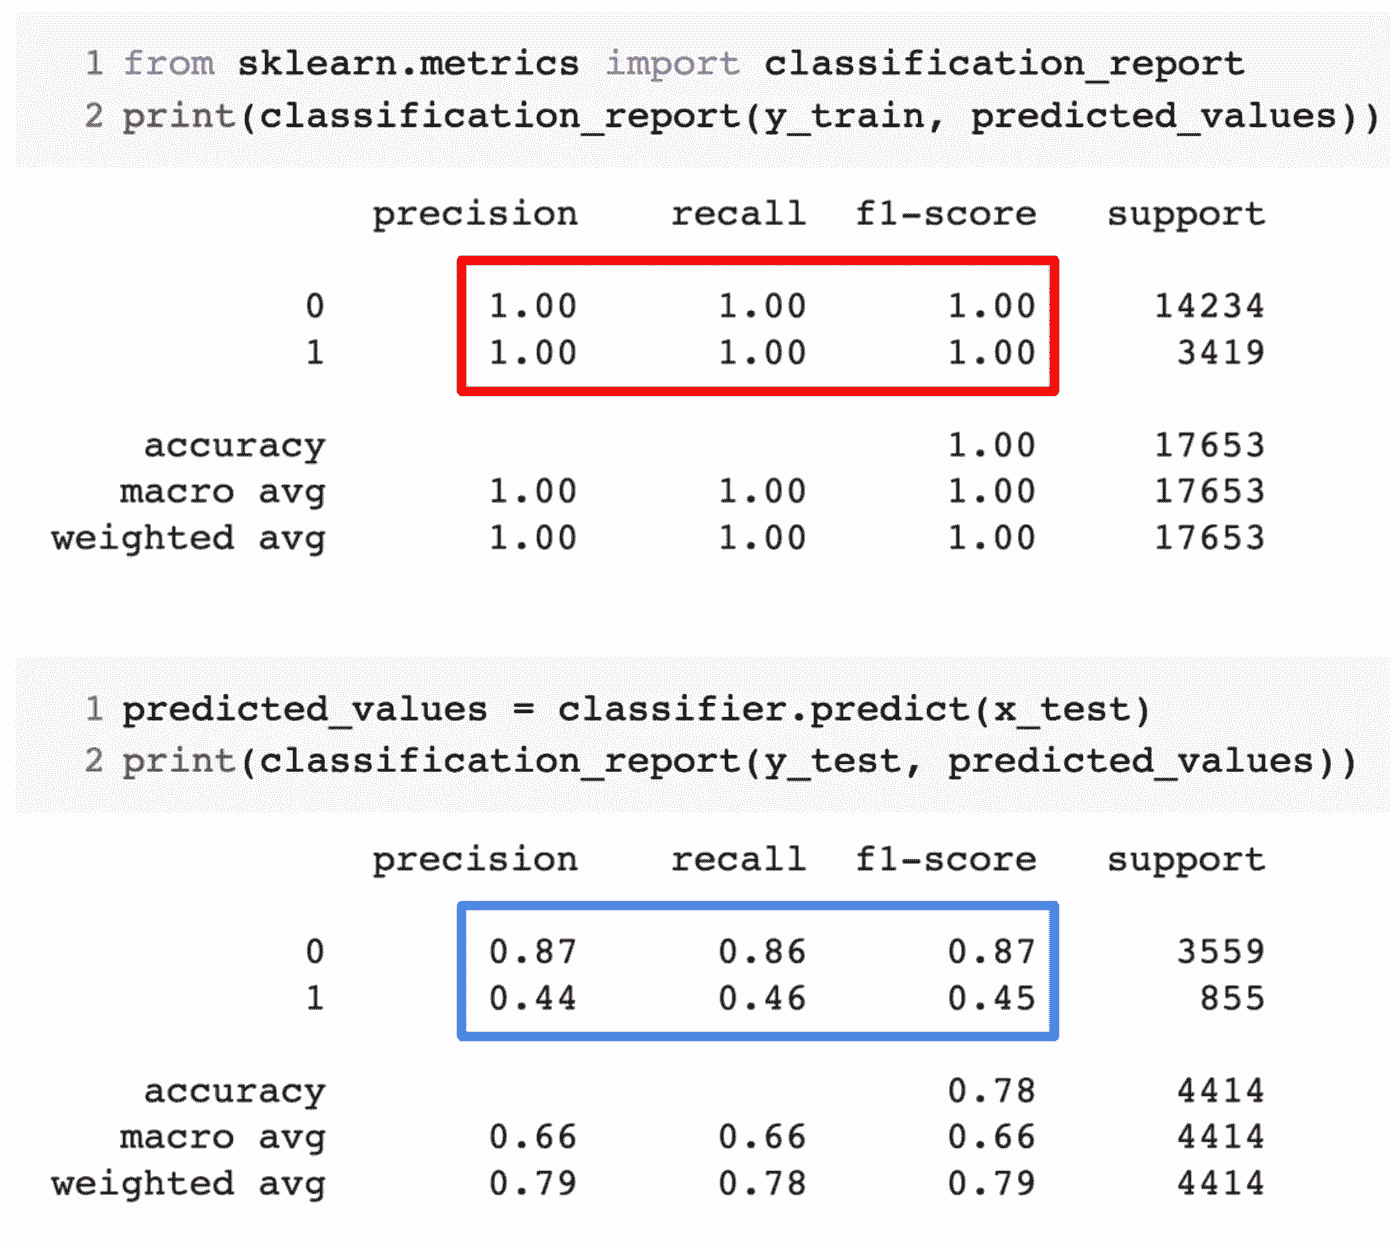 1 from sklearn.metrics import classification_report
2 print(classification_report(y_train, predicted_values))
precision recall f1-score support
0 1.00 1.00 1.00 14234
1 1.00 1.00 1.00 3419
accuracy 1.00 17653
macro avg 1.00 1.00 1.00 17653
weighted avg 1.00 1.00 1.00 17653
1 predicted_values = classifier.predict(x_test)
2 print(classification_report(y_test, predicted_values))
precision recall f1-score support
0 0.87 0.86 0.87 3559
1 0.44 0.46 0.45 855
accuracy 0.78 4414
macro avg 0.66 0.66 0.66 4414
weighted avg 0.79 0.78 0.79 4414